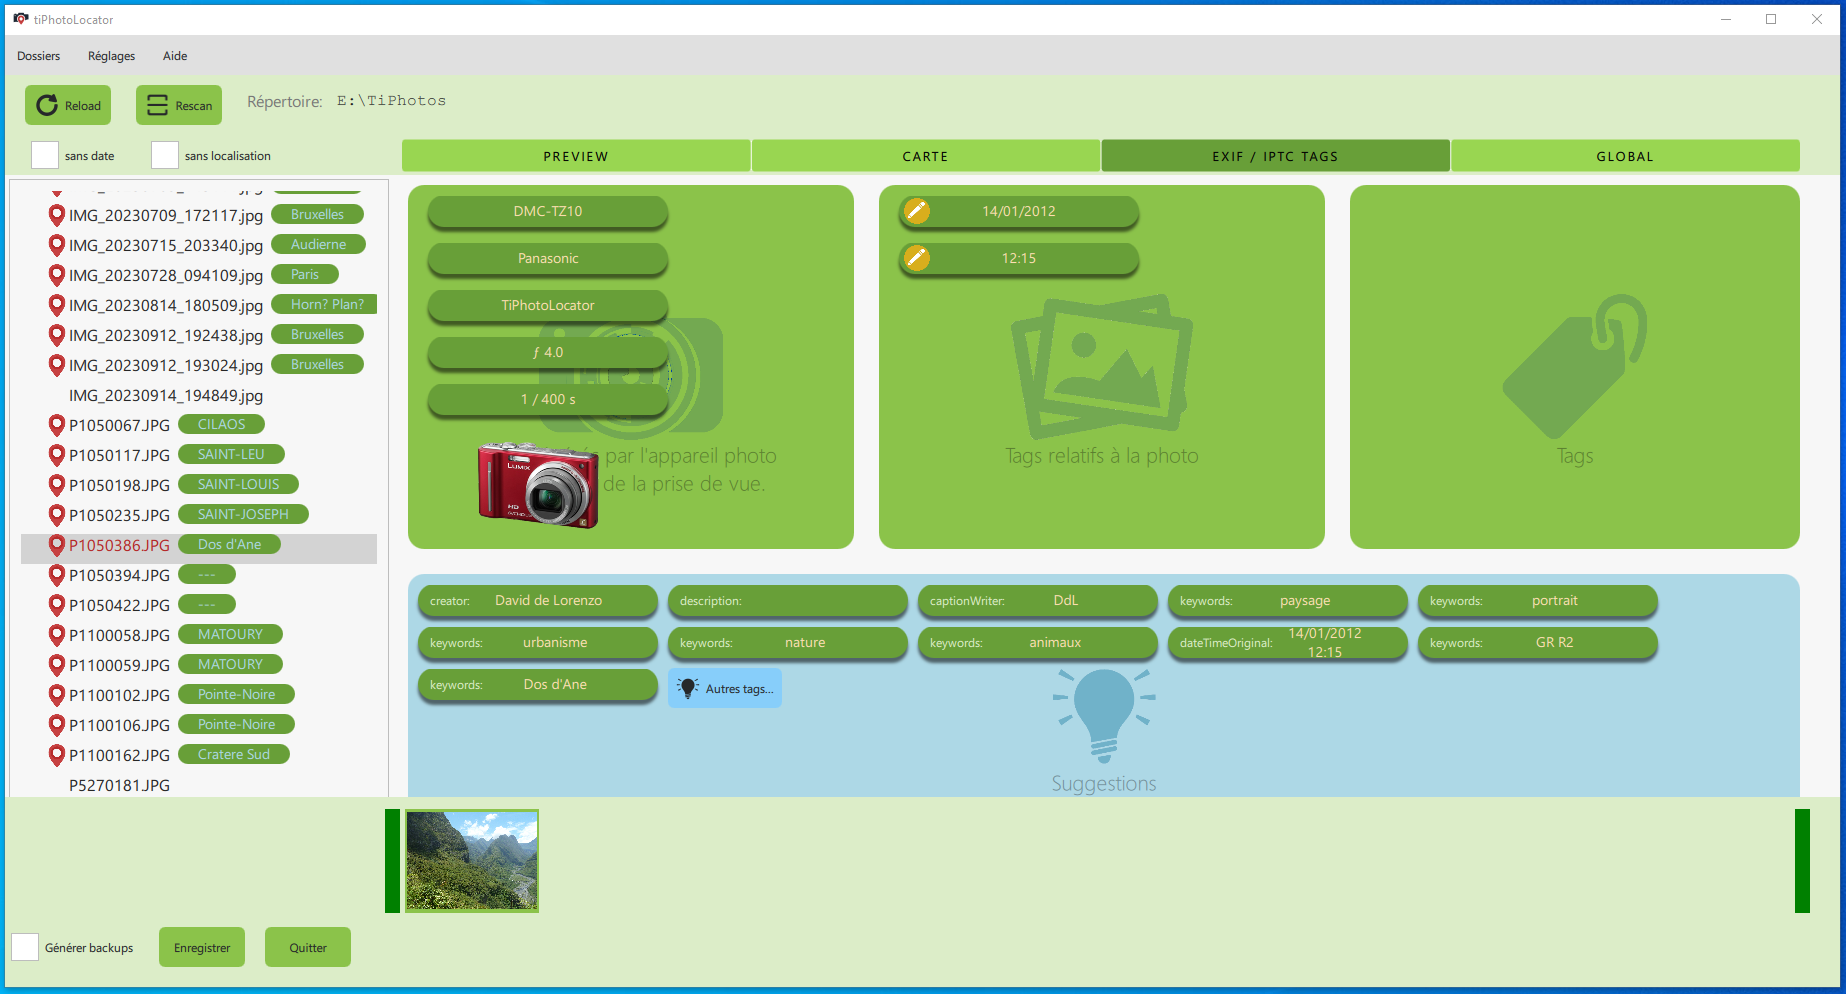 tiPhotoLocator
Dossiers Réglages Aide
Reload Rescan Répertoire: E:\TiPhotos
sans date sans localisation
PREVIEW CARTE EXIF / IPTC TAGS GLOBAL
IMG_20230709_172117.jpg Bruxelles
IMG_20230715_203340.jpg Audierne
IMG_20230728_094109.jpg Paris
IMG_20230814_180509.jpg Horn? Plan?
IMG_20230912_192438.jpg Bruxelles
IMG_20230912_193024.jpg Bruxelles
IMG_20230914_194849.jpg
P1050067.JPG CILAOS
P1050117.JPG SAINT-LEU
P1050198.JPG SAINT-LOUIS
P1050235.JPG SAINT-JOSEPH
P1050386.JPG Dos d'Ane
P1050394.JPG ---
P1050422.JPG ---
P1100058.JPG MATOURY
P1100059.JPG MATOURY
P1100102.JPG Pointe-Noire
P1100106.JPG Pointe-Noire
P1100162.JPG Cratere Sud
P5270181.JPG
DMC-TZ10
Panasonic
TiPhotoLocator
ƒ 4.0
1 / 400 s
par l'appareil photo
de la prise de vue.
LUMIX
HD
14/01/2012
12:15
Tags relatifs à la photo
Tags
creator: David de Lorenzo description: captionWriter: DdL keywords: paysage keywords: portrait
keywords: urbanisme keywords: nature keywords: animaux dateTimeOriginal: 14/01/2012 12:15 keywords: GR R2
keywords: Dos d'Ane Autres tags...
Suggestions
Générer backups Enregistrer Quitter